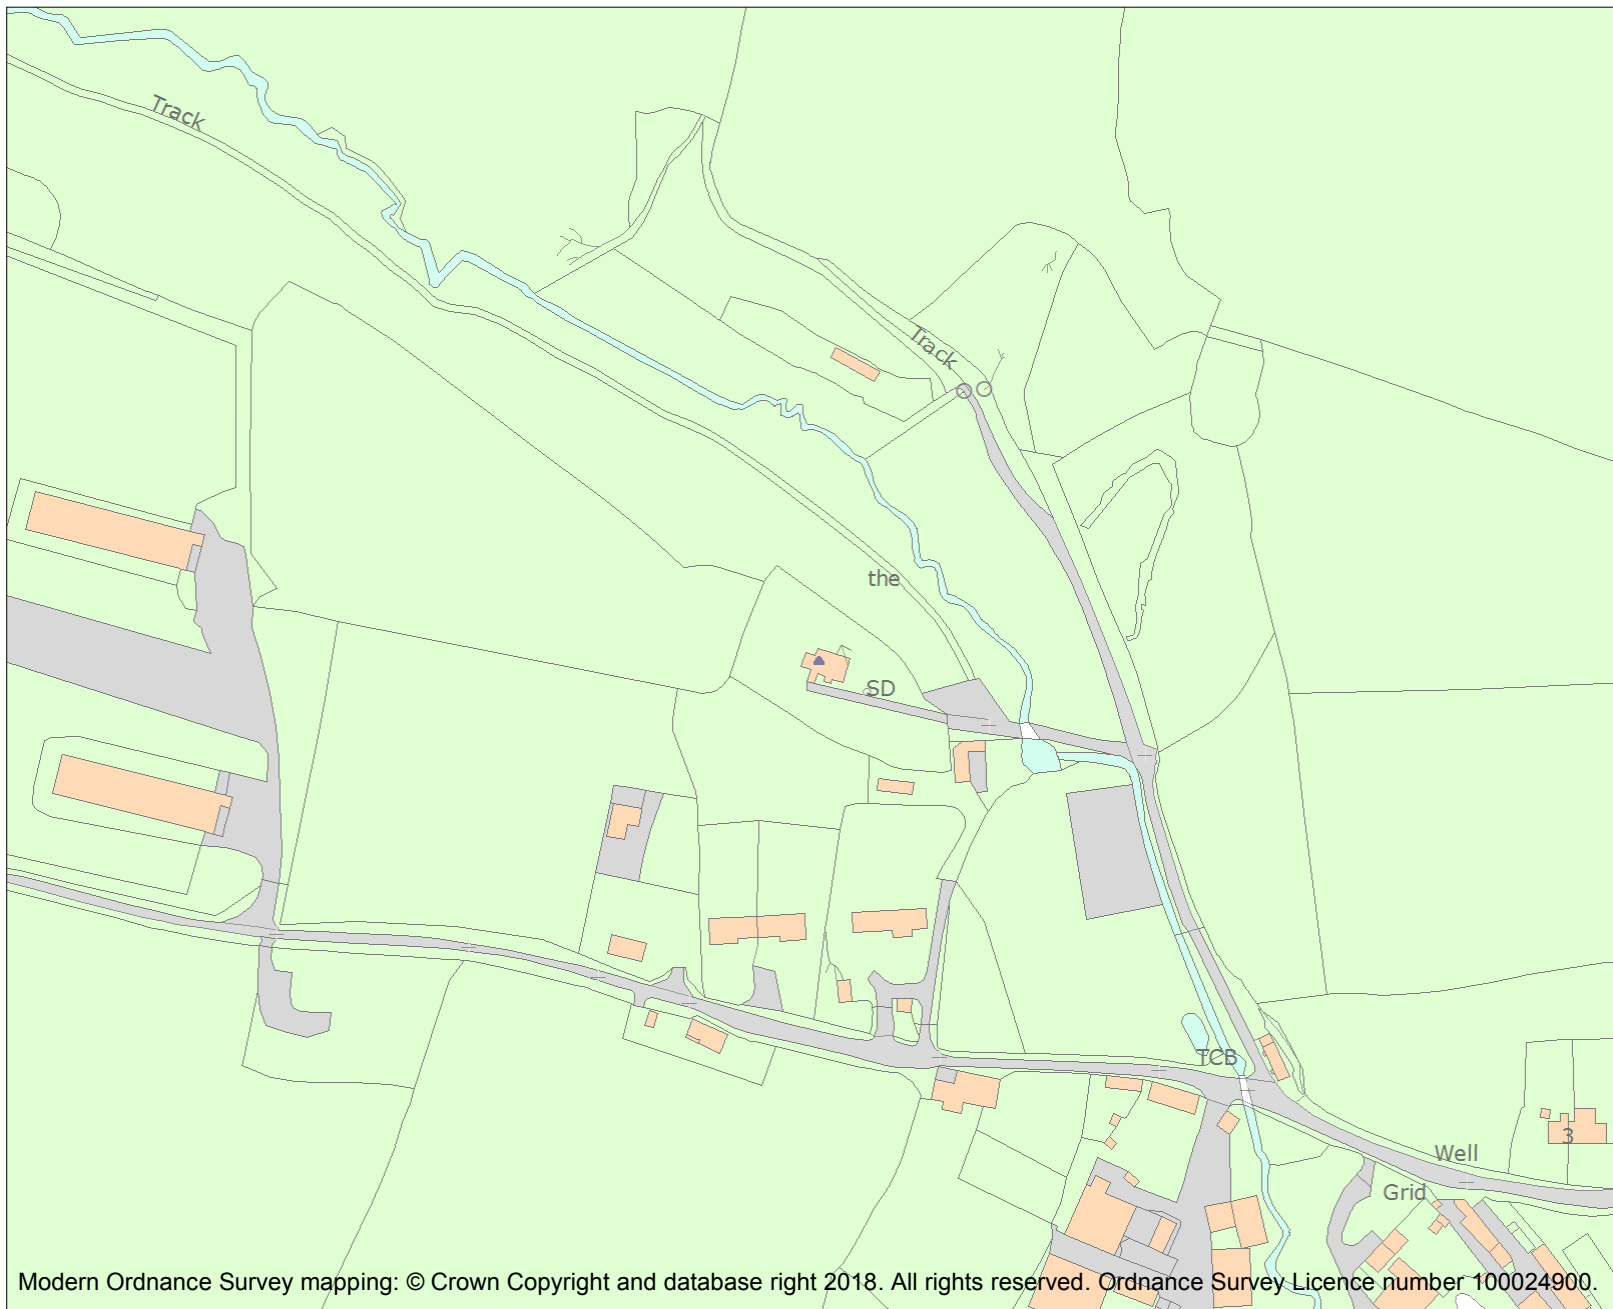 Track
Track
the
SD
TCB
3
Well
Grid
Modern Ordnance Survey mapping: © Crown Copyright and database right 2018. All rights reserved. Ordnance Survey Licence number 100024900.